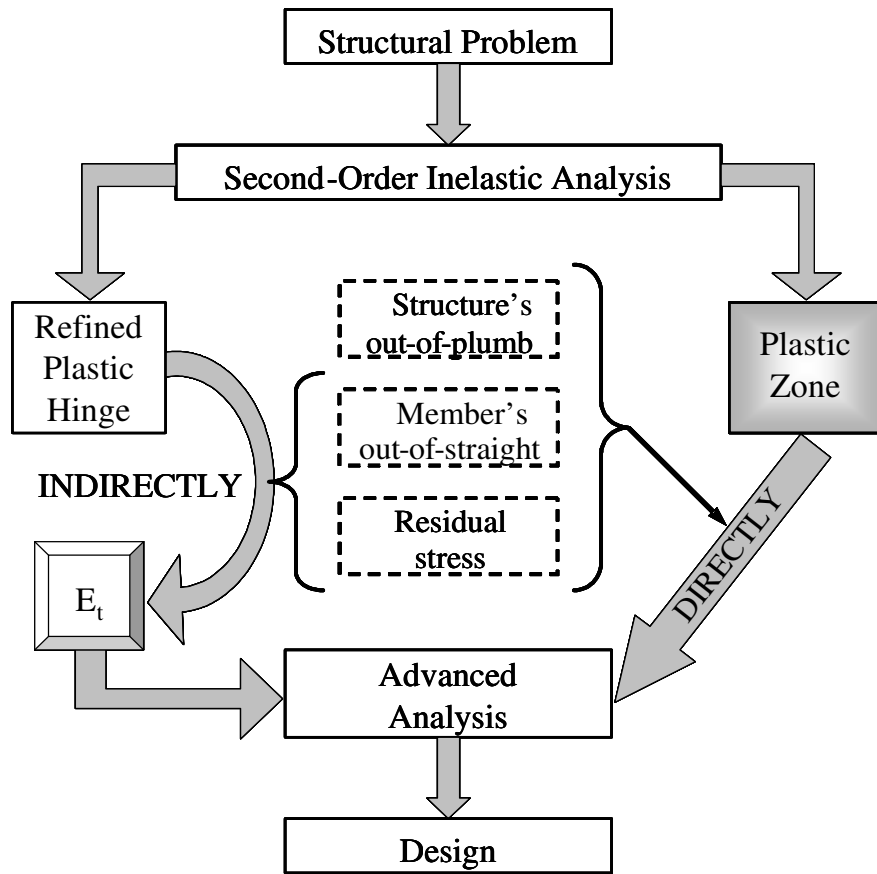 Structural Problem
Second-Order Inelastic Analysis
Refined
Plastic
Hinge
Structure's
out-of-plumb
Member's
out-of-straight
Residual
stress
Plastic
Zone
INDIRECTLY
DIRECTLY
Et
Advanced
Analysis
Design